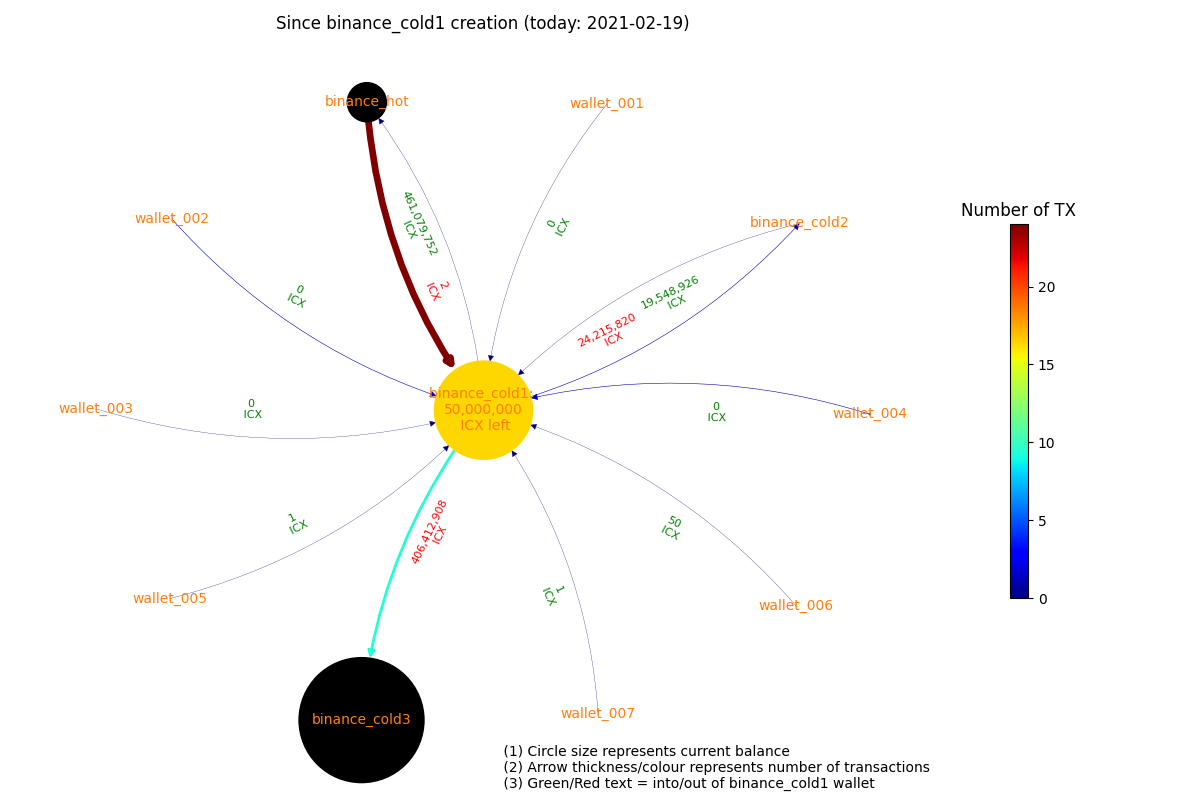 Since binance_cold1 creation (today: 2021-02-19)
binance_hot
wallet_001
wallet_002
binance_cold2
Number of TX
461,079,752
ICX
0
ICX
2
ICX
0
ICX
19,548,926
ICX
24,215,820
ICX
20
15
10
5
0
binance_cold1:
50,000,000
ICX left
wallet_003
0
ICX
0
ICX
wallet_004
406,412,908
ICX
1
ICX
50
ICX
1
ICX
wallet_005
wallet_006
wallet_007
binance_cold3
(1) Circle size represents current balance
(2) Arrow thickness/colour represents number of transactions
(3) Green/Red text = into/out of binance_cold1 wallet